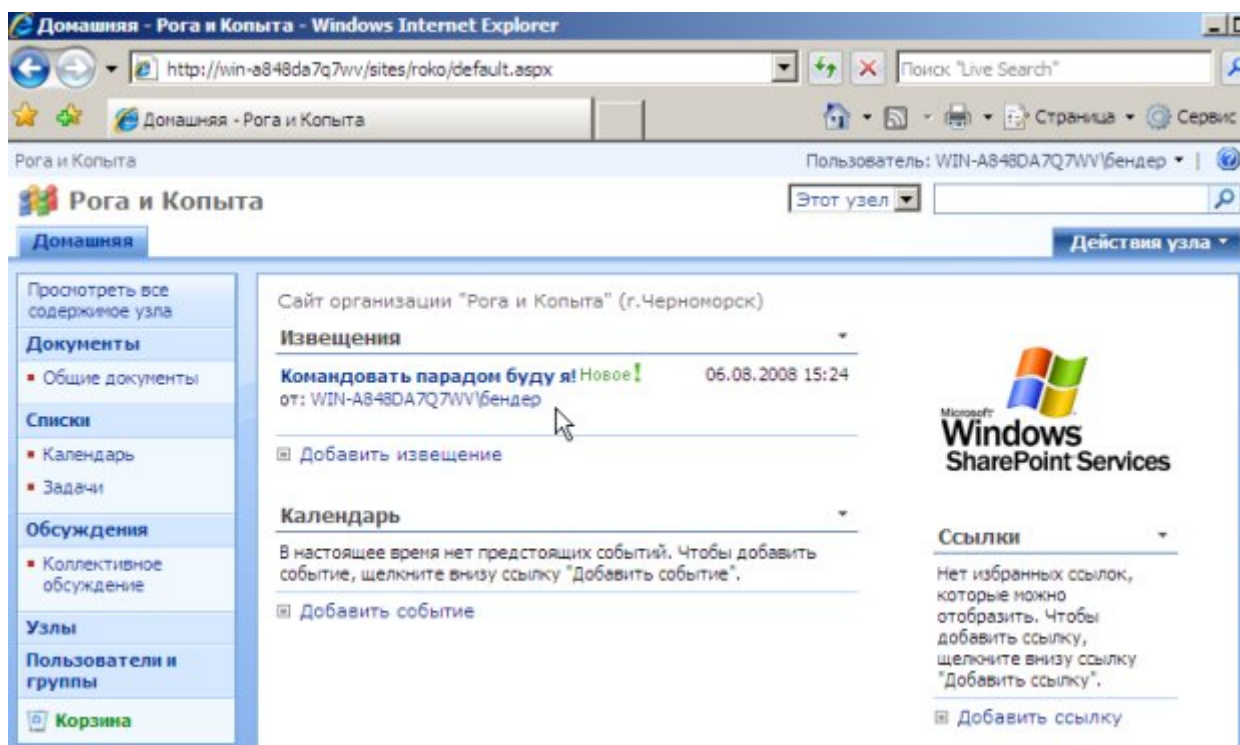 Домашняя - Рога и Копыта - Windows Internet Explorer
http://win-a848da7q7wv/sites/roko/default.aspx
Поиск "Live Search"
Домашняя - Рога и Копыта
Страница
Сервис
Рога и Копыта
Пользователь: WIN-A848DA7Q7WV\бендер
Рога и Копыта
Этот узел
Домашняя
Действия узла
Просмотреть все
содержимое узла
Документы
Общие документы
Списки
Календарь
Задачи
Обсуждения
Коллективное
обсуждение
Узлы
Пользователи и
группы
Корзина
Сайт организации "Рога и Копыта" (г.Черноморск)
Извещения
Командовать парадом буду я! Новое! 06.08.2008 15:24
от: WIN-A848DA7Q7WV\бендер
Добавить извещение
Календарь
В настоящее время нет предстоящих событий. Чтобы добавить
событие, щелкните внизу ссылку "Добавить событие".
Добавить событие
Microsoft
Windows
SharePoint Services
Ссылки
Нет избранных ссылок,
которые можно
отобразить. Чтобы
добавить ссылку,
щелкните внизу ссылку
"Добавить ссылку".
Добавить ссылку